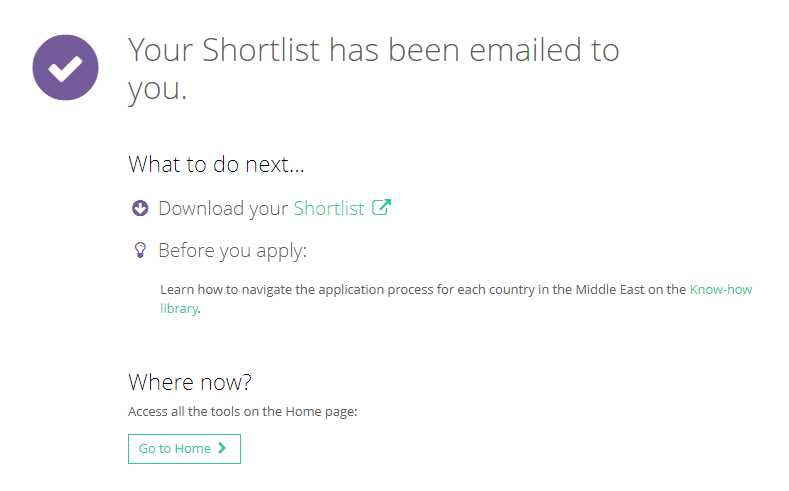 Your Shortlist has been emailed to
you.
What to do next...
Download your Shortlist
Before you apply:
Learn how to navigate the application process for each country in the Middle East on the Know-how
library.
Where now?
Access all the tools on the Home page:
Go to Home